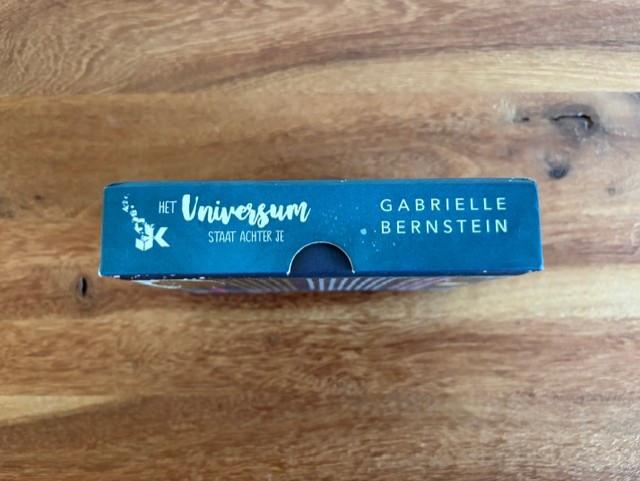 HET Universum
STAAT ACHTER JE
GABRIELLE
BERNSTEIN